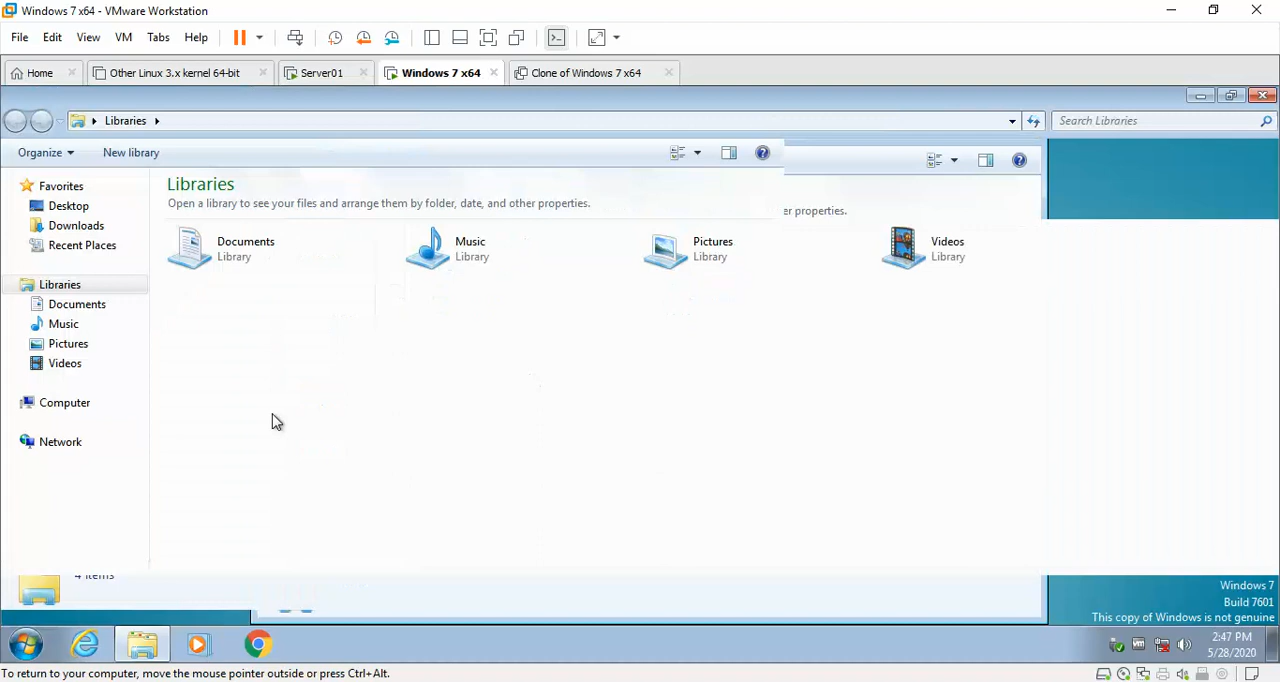 Windows 7 x64 - VMware Workstation
File Edit View VM Tabs Help
Home Other Linux 3.x kernel 64-bit Server01 Windows 7 x64 Clone of Windows 7 x64
Libraries Search Libraries
Organize New library
Favorites
Desktop
Downloads
Recent Places
Libraries
Documents
Music
Pictures
Videos
Computer
Network
Libraries
Open a library to see your files and arrange them by folder, date, and other properties.
er properties.
Documents
Library
Music
Library
Pictures
Library
Videos
Library
4 items
Windows 7
Build 7601
This copy of Windows is not genuine
2:47 PM
5/28/2020
To return to your computer, move the mouse pointer outside or press Ctrl+Alt.